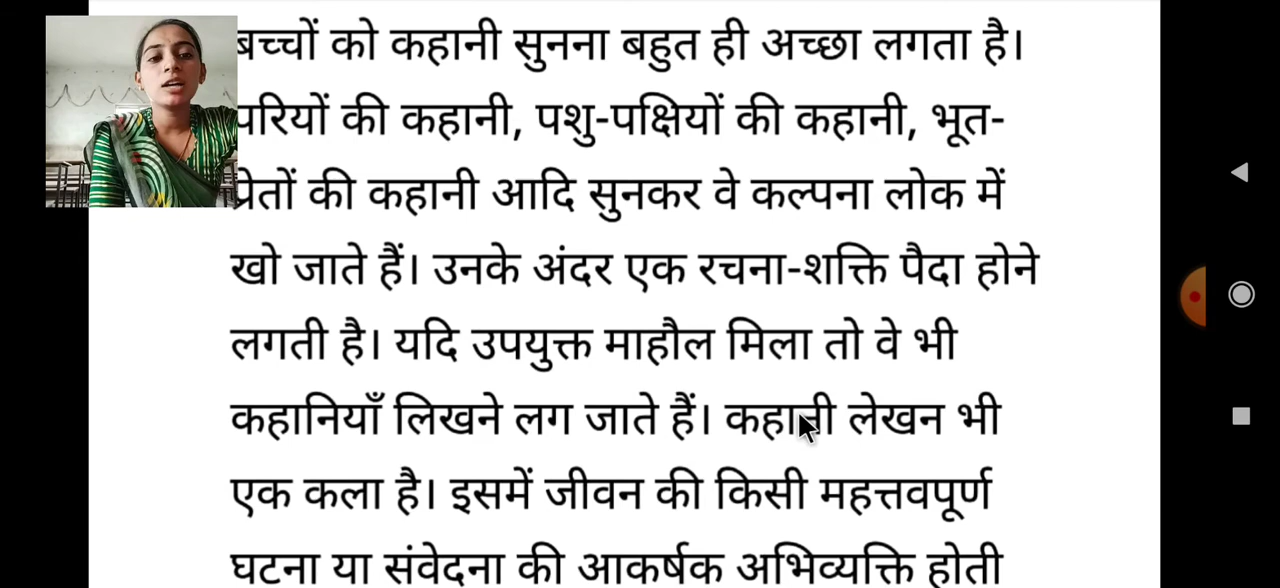 बच्चों को कहानी सुनना बहुत ही अच्छा लगता है।
परियों की कहानी, पशु-पक्षियों की कहानी, भूत-
प्रेतों की कहानी आदि सुनकर वे कल्पना लोक में
खो जाते हैं। उनके अंदर एक रचना-शक्ति पैदा होने
लगती है। यदि उपयुक्त माहौल मिला तो वे भी
कहानियाँ लिखने लग जाते हैं। कहानी लेखन भी
एक कला है। इसमें जीवन की किसी महत्तवपूर्ण
घटना या संवेदना की आकर्षक अभिव्यक्ति होती